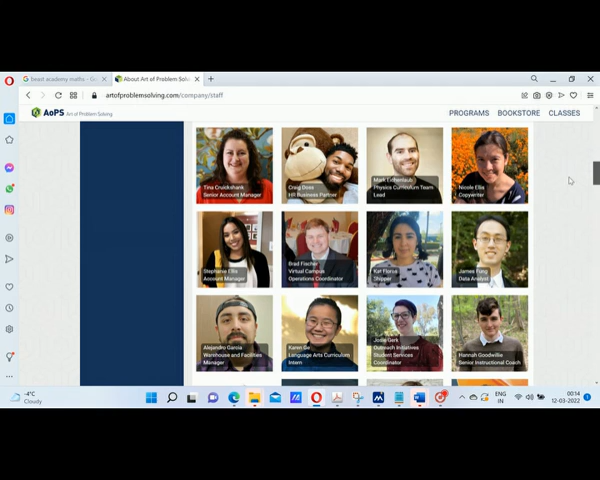 beast academy maths - Go
About Art of Problem Solv
artofproblemsolving.com/company/staff
AoPS Art of Problem Solving
PROGRAMS BOOKSTORE CLASSES
Tina Cruickshank
Senior Account Manager
Craig Dees
HR Business Partner
Mark Eichenlaub
Physics Curriculum Team
Lead
Nicole Ellis
Copywriter
Stephanie Ellis
Account Manager
Brad Fischer
Virtual Campus
Operations Coordinator
Kat Flores
Shipper
James Fung
Data Analyst
Alejandro Garcia
Warehouse and Facilities
Manager
Karen Ge
Language Arts Curriculum
Intern
Josie Gerk
Outreach Initiatives
Student Services
Coordinator
Hannah Goodwillie
Senior Instructional Coach
-4°C
Cloudy
ENG
IN
00:14
12-03-2022